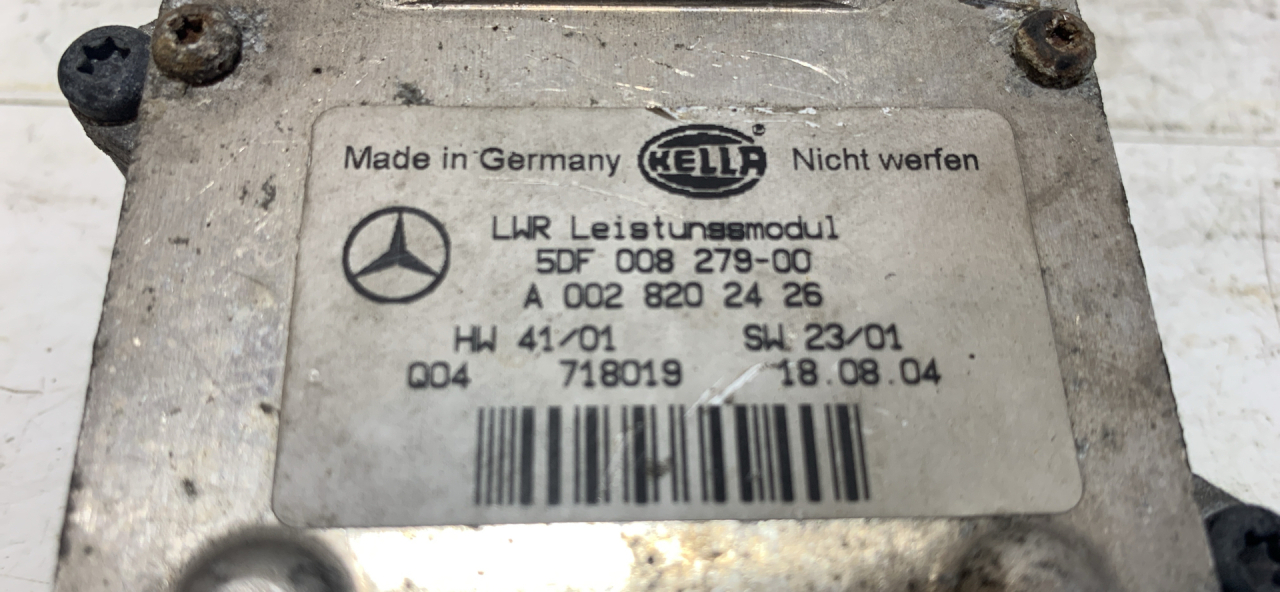 Made in Germany HELLA Nicht werfen
LWR Leistungsmodul
5DF 008 279-00
A 002 820 24 26
HW 41/01 SW 23/01
Q04 718019 18.08.04